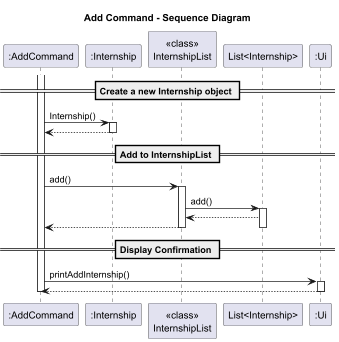 Add Command - Sequence Diagram
:AddCommand
:Internship
«class»
InternshipList
List<Internship>
:Ui
Create a new Internship object
Internship()
Add to InternshipList
add()
add()
Display Confirmation
printAddInternship()
:AddCommand
:Internship
«class»
InternshipList
List<Internship>
:Ui